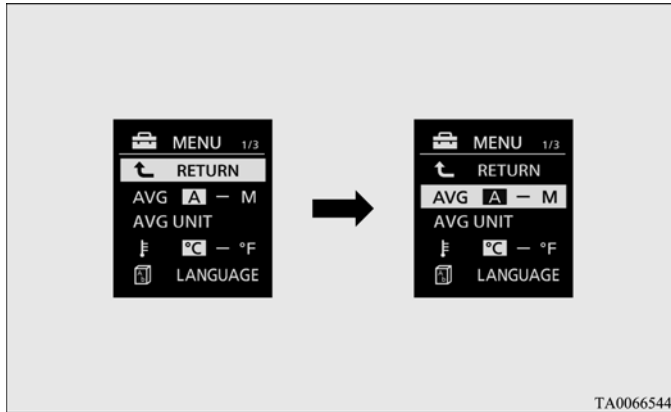 MENU 1/3
RETURN
AVG A – M
AVG UNIT
°C – °F
LANGUAGE
MENU 1/3
RETURN
AVG A – M
AVG UNIT
°C – °F
LANGUAGE
TA0066544